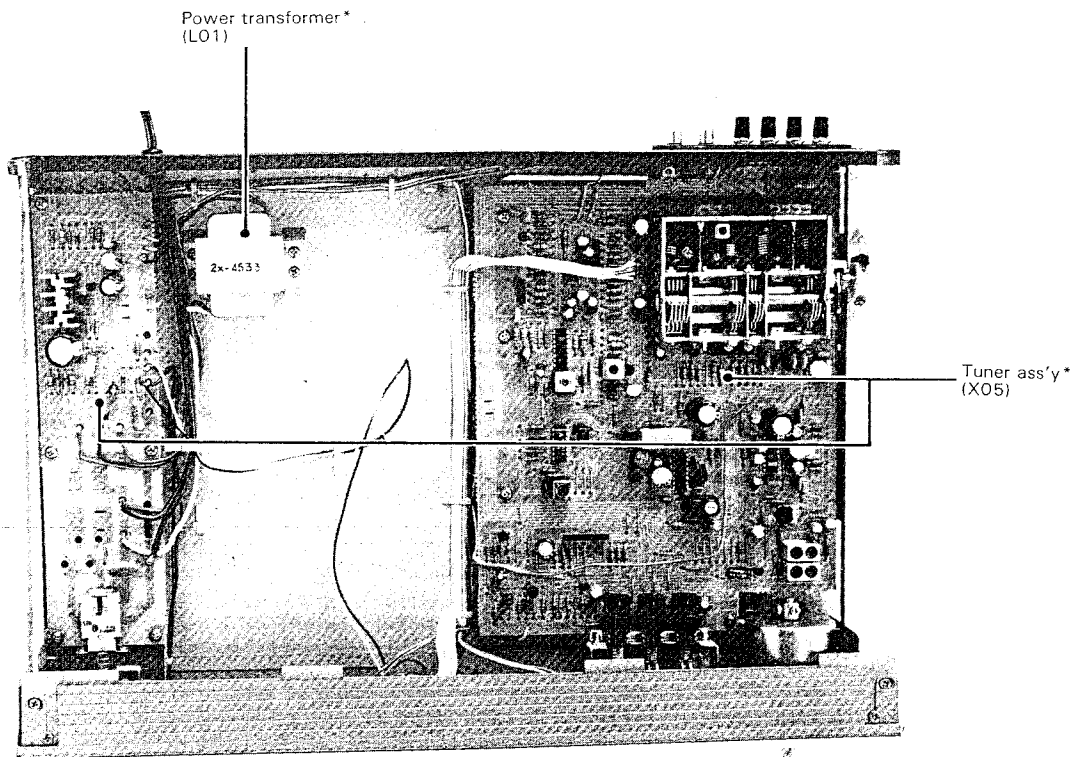 Power transformer*
(L01)
2x-4533
Tuner ass'y*
(X05)